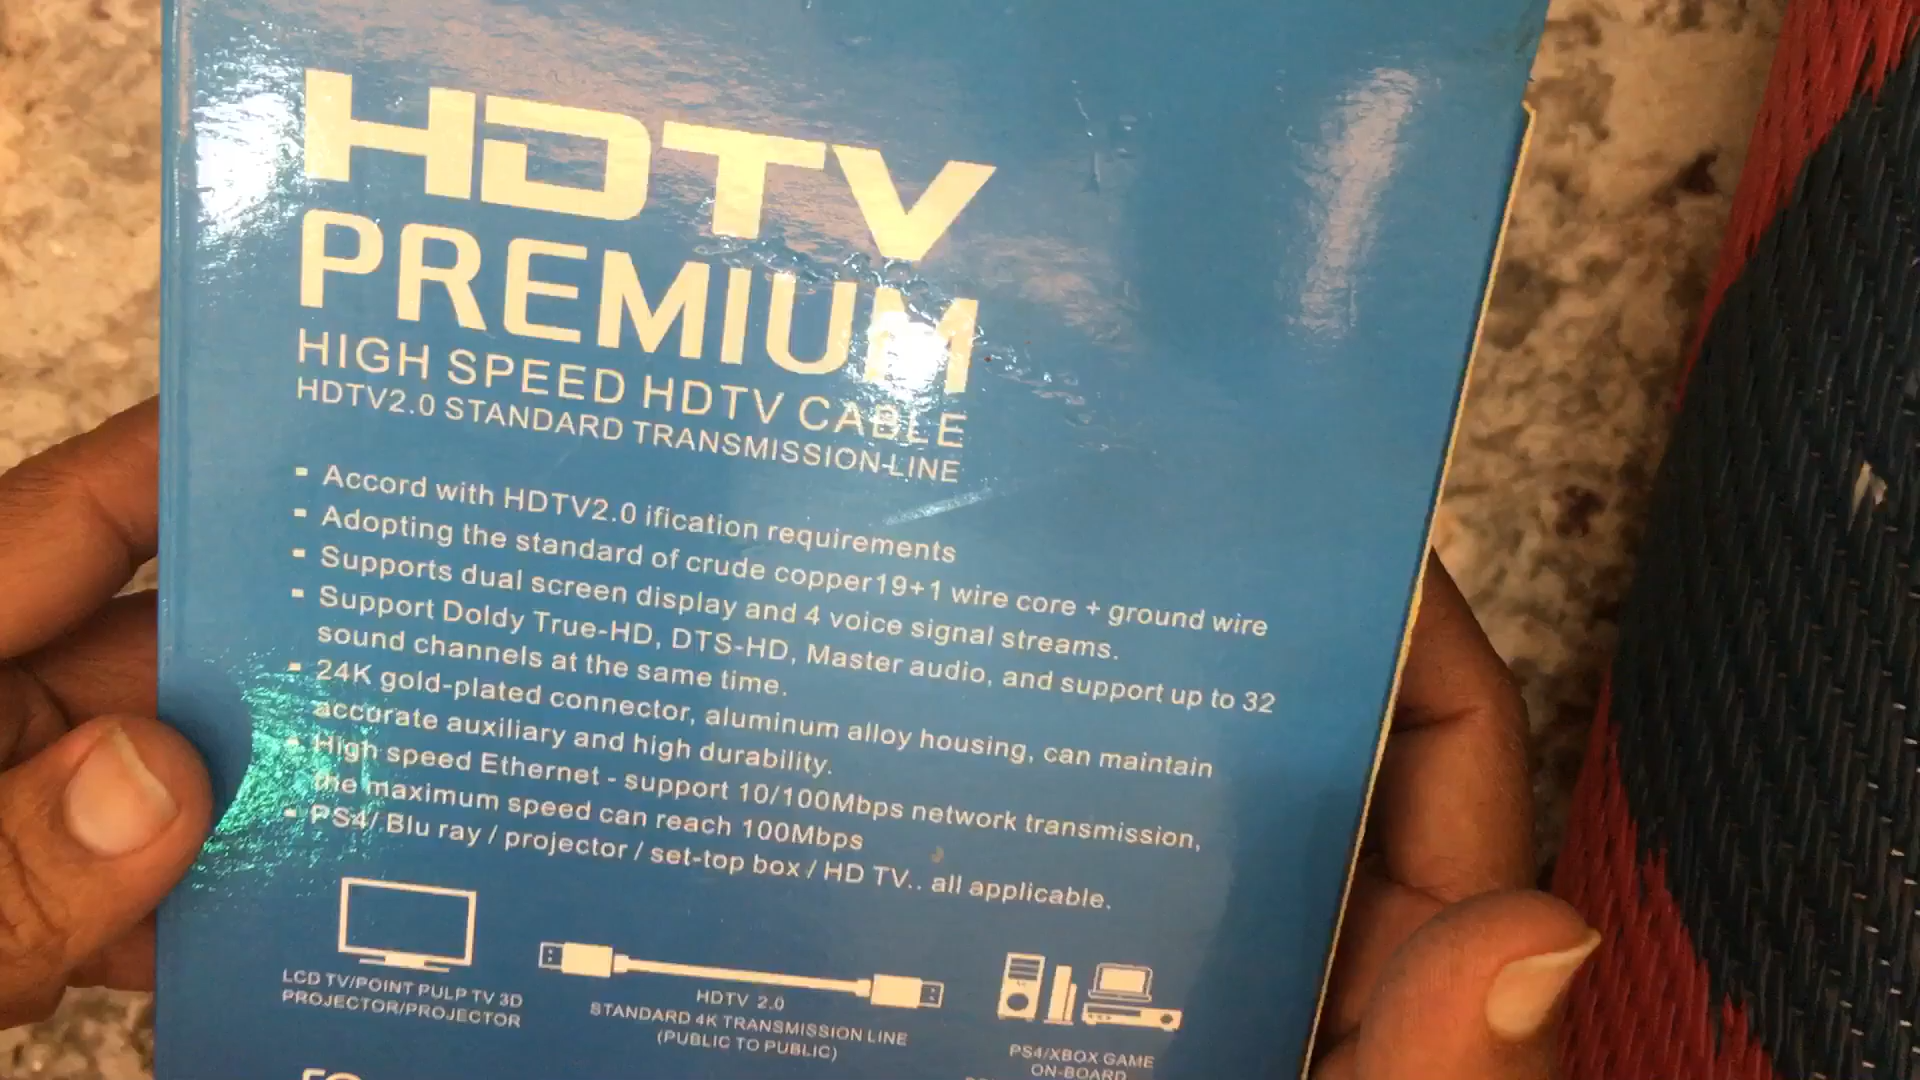 HDTV
PREMIUM
HIGH SPEED HDTV CABLE
HDTV2.0 STANDARD TRANSMISSION-LINE
▪ Accord with HDTV2.0 ification requirements
▪ Adopting the standard of crude copper19+1 wire core + ground wire
▪ Supports dual screen display and 4 voice signal streams.
▪ Support Doldy True-HD, DTS-HD, Master audio, and support up to 32
sound channels at the same time.
▪ 24K gold-plated connector, aluminum alloy housing, can maintain
accurate auxiliary and high durability.
▪ High speed Ethernet - support 10/100Mbps network transmission,
the maximum speed can reach 100Mbps
▪ PS4/ Blu ray / projector / set-top box / HD TV.. all applicable.
LCD TV/POINT PULP TV 3D
PROJECTOR/PROJECTOR
HDTV 2.0
STANDARD 4K TRANSMISSION LINE
(PUBLIC TO PUBLIC)
PS4/XBOX GAME
ON-BOARD